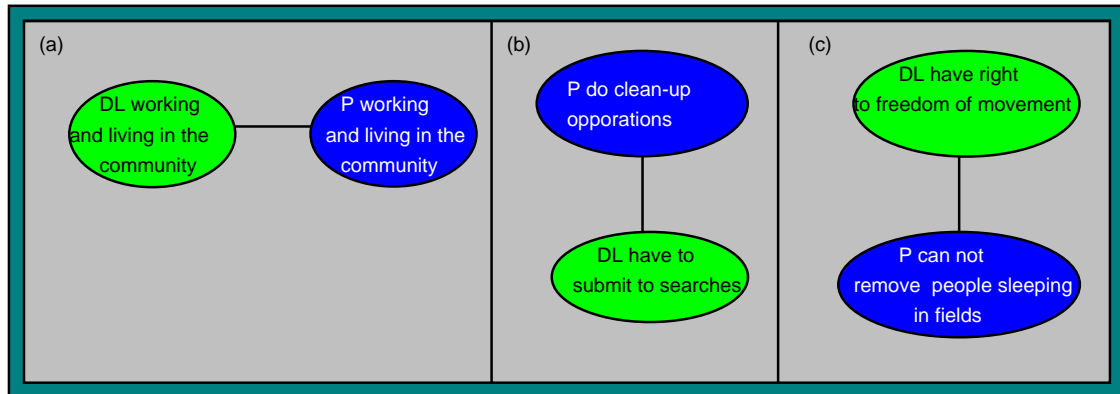 (a)
DL working
and living in the
community
P working
and living in the
community
(b)
P do clean-up
opporations
DL have to
submit to searches
(c)
DL have right
to freedom of movement
P can not
remove people sleeping
in fields